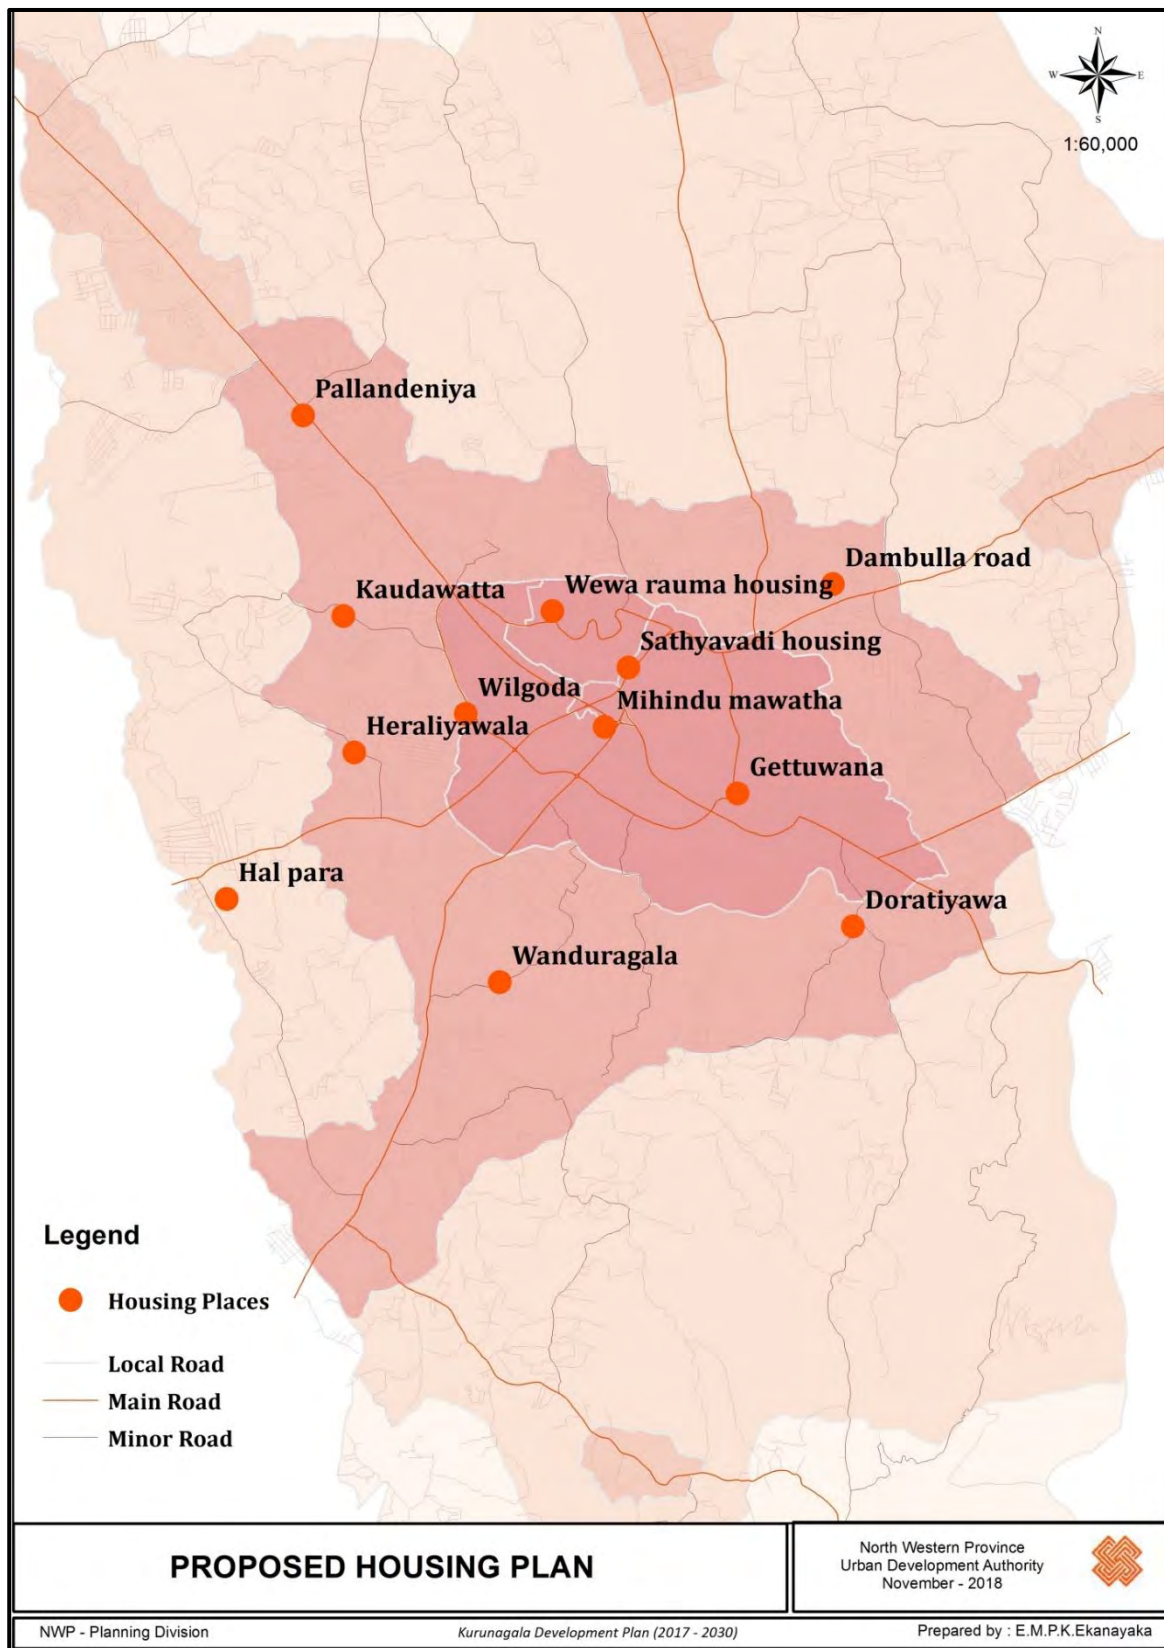 N
W E
S
1:60,000
Pallandeniya
Dambulla road
Kaudawatta
Wewa rauma housing
Sathyavadi housing
Wilgoda
Mihindu mawatha
Heraliyawala
Gettuwana
Hal para
Doratiyawa
Wanduragala
Legend
Housing Places
Local Road
Main Road
Minor Road
PROPOSED HOUSING PLAN
North Western Province
Urban Development Authority
November - 2018
NWP - Planning Division
Kurunagala Development Plan (2017 - 2030)
Prepared by : E.M.P.K.Ekanayaka